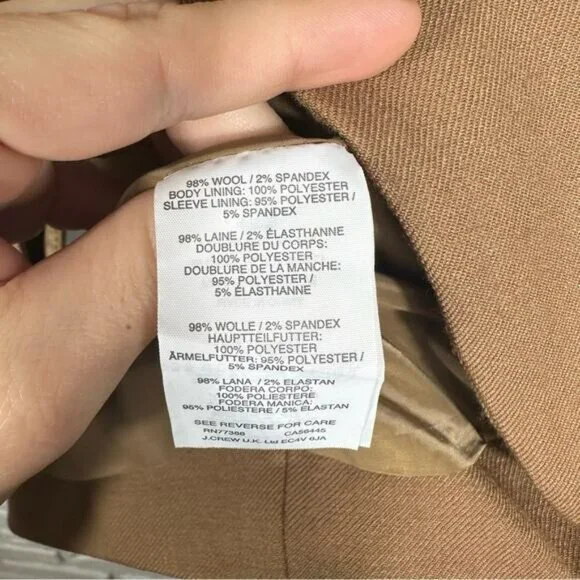 98% WOOL / 2% SPANDEX
BODY LINING: 100% POLYESTER
SLEEVE LINING: 95% POLYESTER /
5% SPANDEX
98% LAINE / 2% ÉLASTHANNE
DOUBLURE DU CORPS:
100% POLYESTER
DOUBLURE DE LA MANCHE:
95% POLYESTER /
5% ÉLASTHANNE
98% WOLLE / 2% SPANDEX
HAUPTTEILFUTTER:
100% POLYESTER
ÄRMELFUTTER: 95% POLYESTER /
5% SPANDEX
98% LANA / 2% ELASTAN
FODERA CORPO:
100% POLIESTERE
FODERA MANICA:
95% POLIESTERE / 5% ELASTAN
SEE REVERSE FOR CARE
RN77388 CA56445
J.CREW U.K. Ltd EC4V 6JA